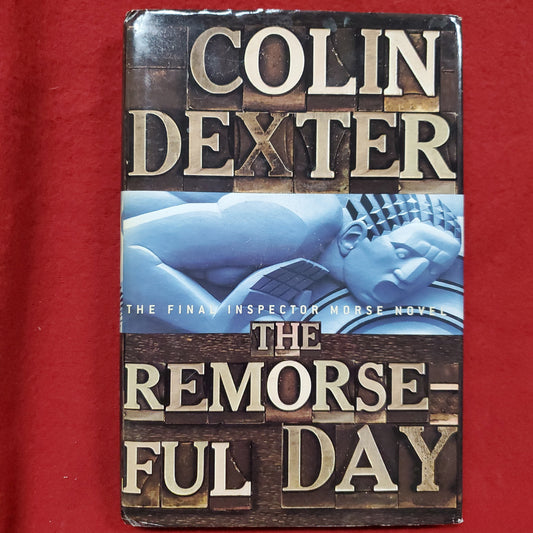 COLIN
DEXTER
THE FINAL INSPECTOR MORSE NOVEL
THE
REMORSE-
FUL DAY